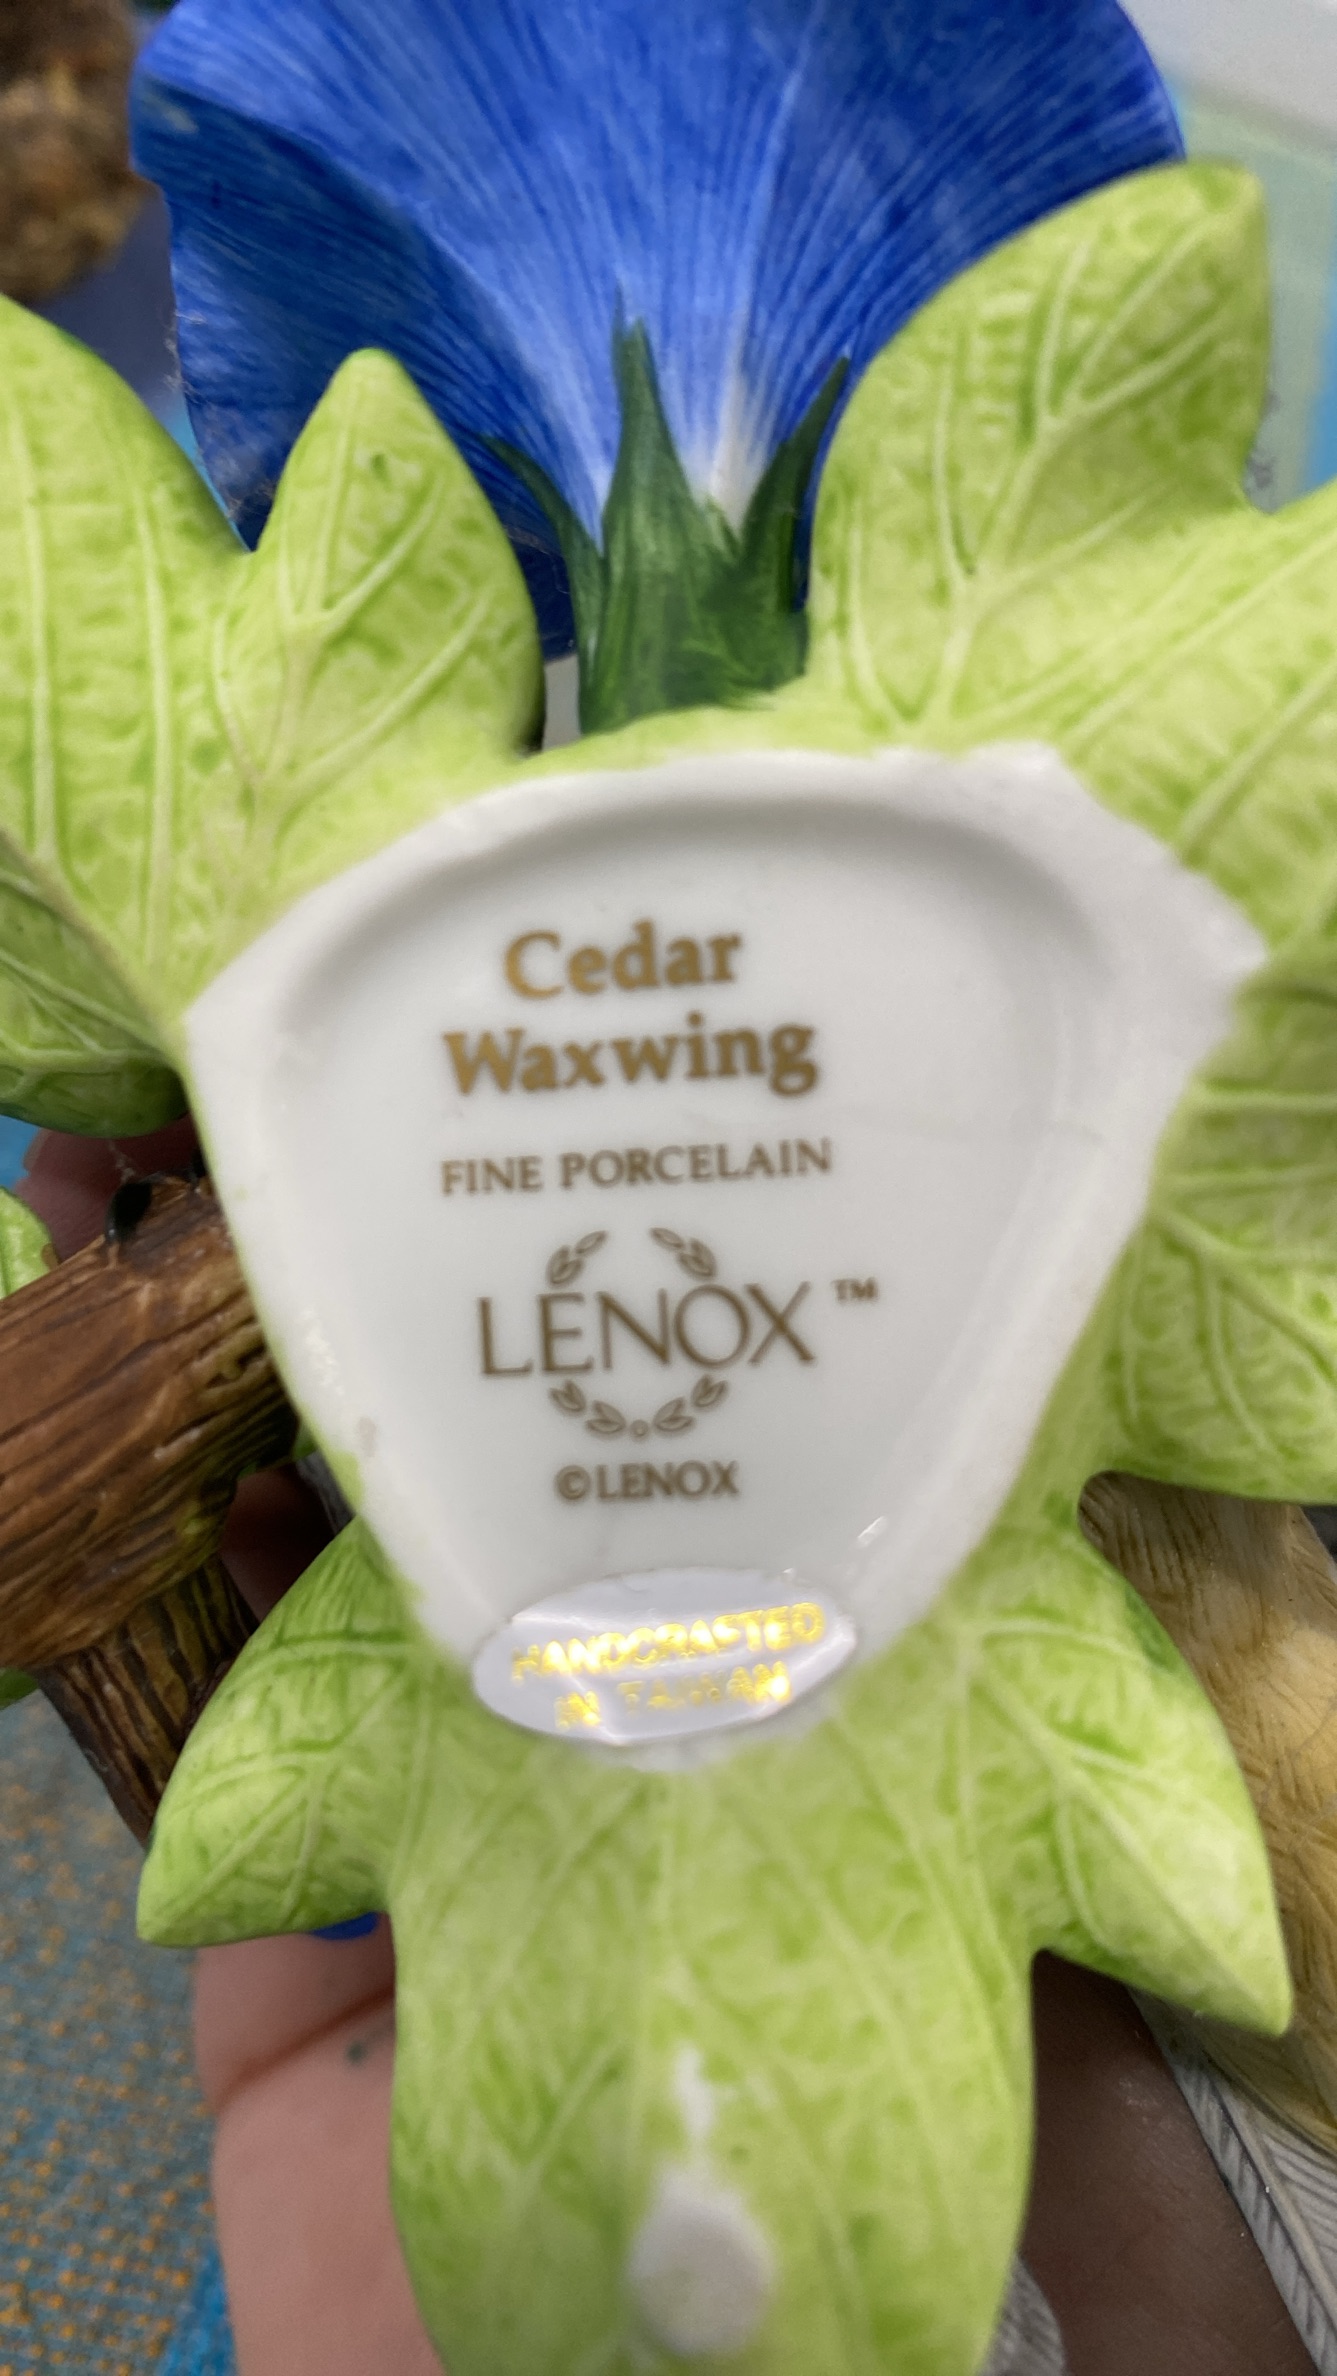 Cedar
Waxwing
FINE PORCELAIN
LENOX™
©LENOX
HANDCRAFTED
IN TAIWAN